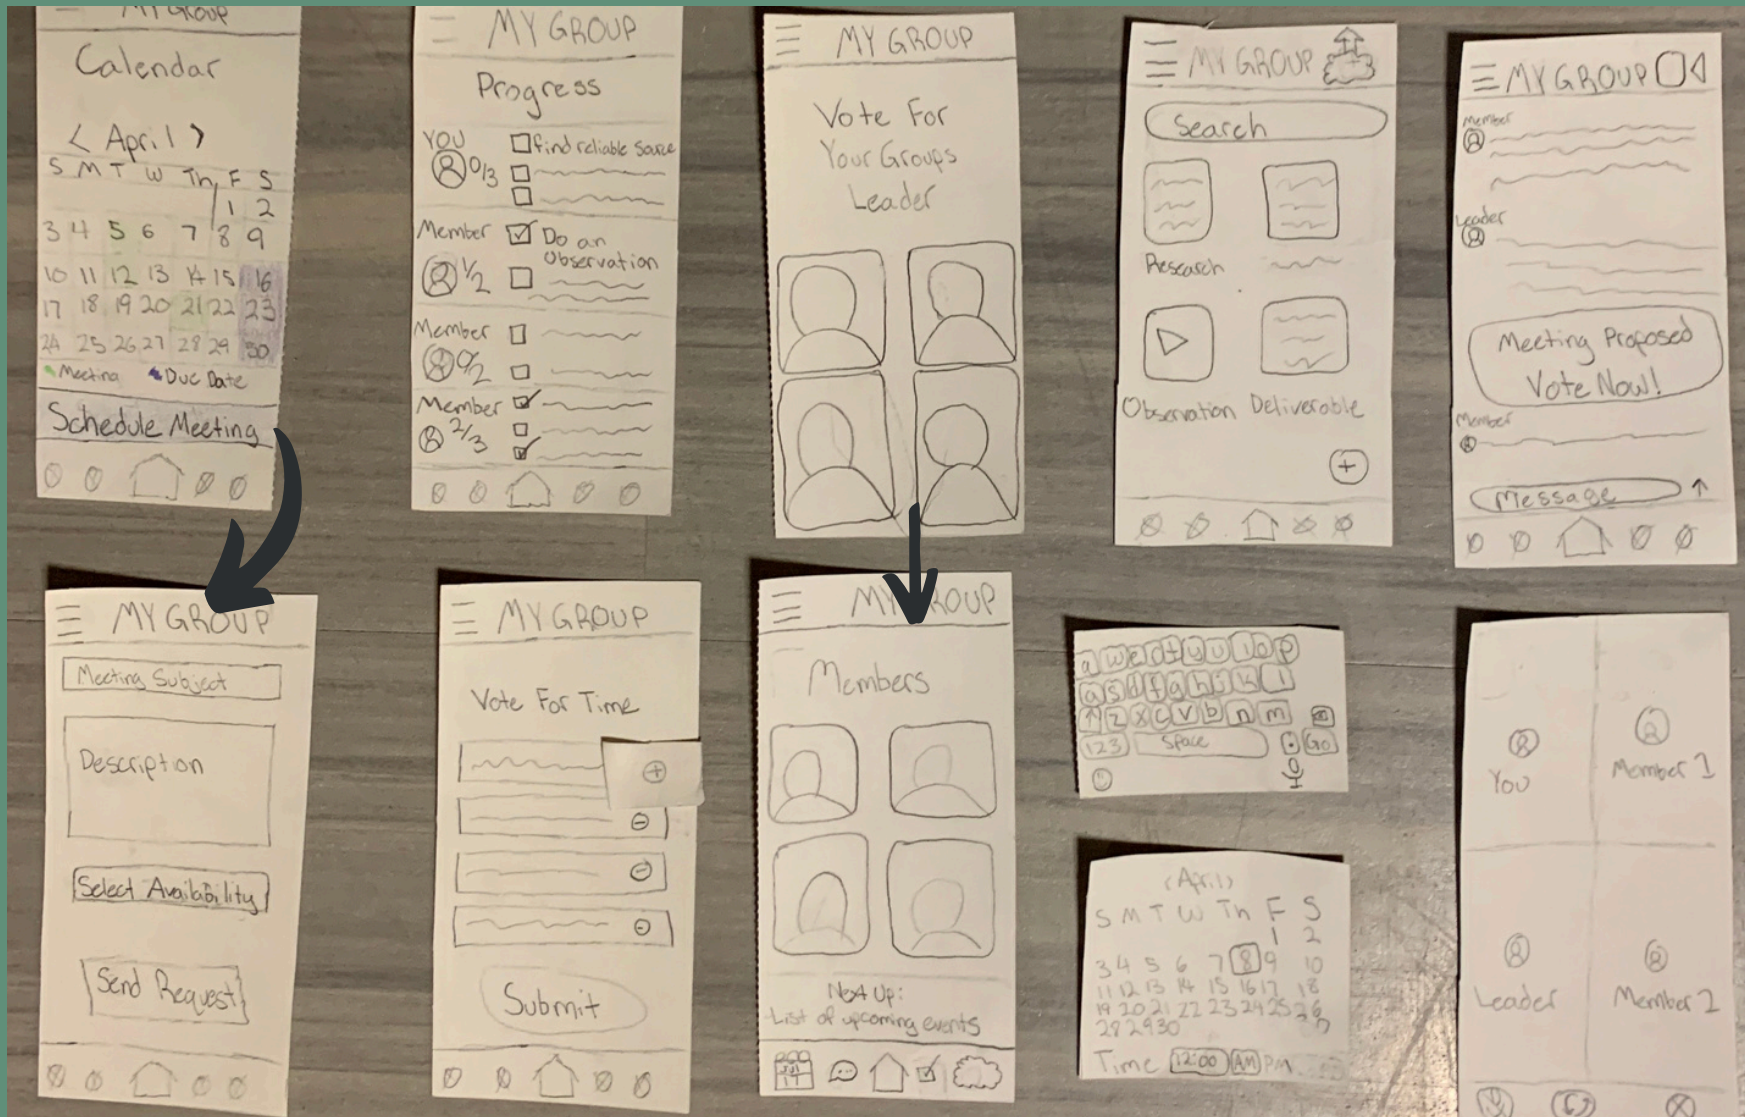 MY GROUP
Calendar
< April >
S M T W Th F S
1 2
3 4 5 6 7 8 9
10 11 12 13 14 15 16
17 18 19 20 21 22 23
24 25 26 27 28 29 30
Meeting Due Date
Schedule Meeting
MY GROUP
Progress
YOU
0/3
find reliable source
Member
1/2
Do an
Observation
Member
0/2
Member
2/3
MY GROUP
Vote For
Your Groups
Leader
MY GROUP
Search
Research
Observation Deliverable
MY GROUP
Member
Leader
Meeting Proposed
Vote Now!
Member
Message
MY GROUP
Meeting Subject
Description
Select Availability
Send Request
MY GROUP
Vote For Time
Submit
MY GROUP
Members
Next Up:
-List of upcoming events
a w e r t y u i o p
a s d f g h j k l
z x c v b n m
123 Space Go
<April>
S M T W Th F S
1 2
3 4 5 6 7 8 9 10
11 12 13 14 15 16 17 18
19 20 21 22 23 24 25 26
28 29 30
Time 12:00 AM PM
You
Member 1
Leader
Member 2